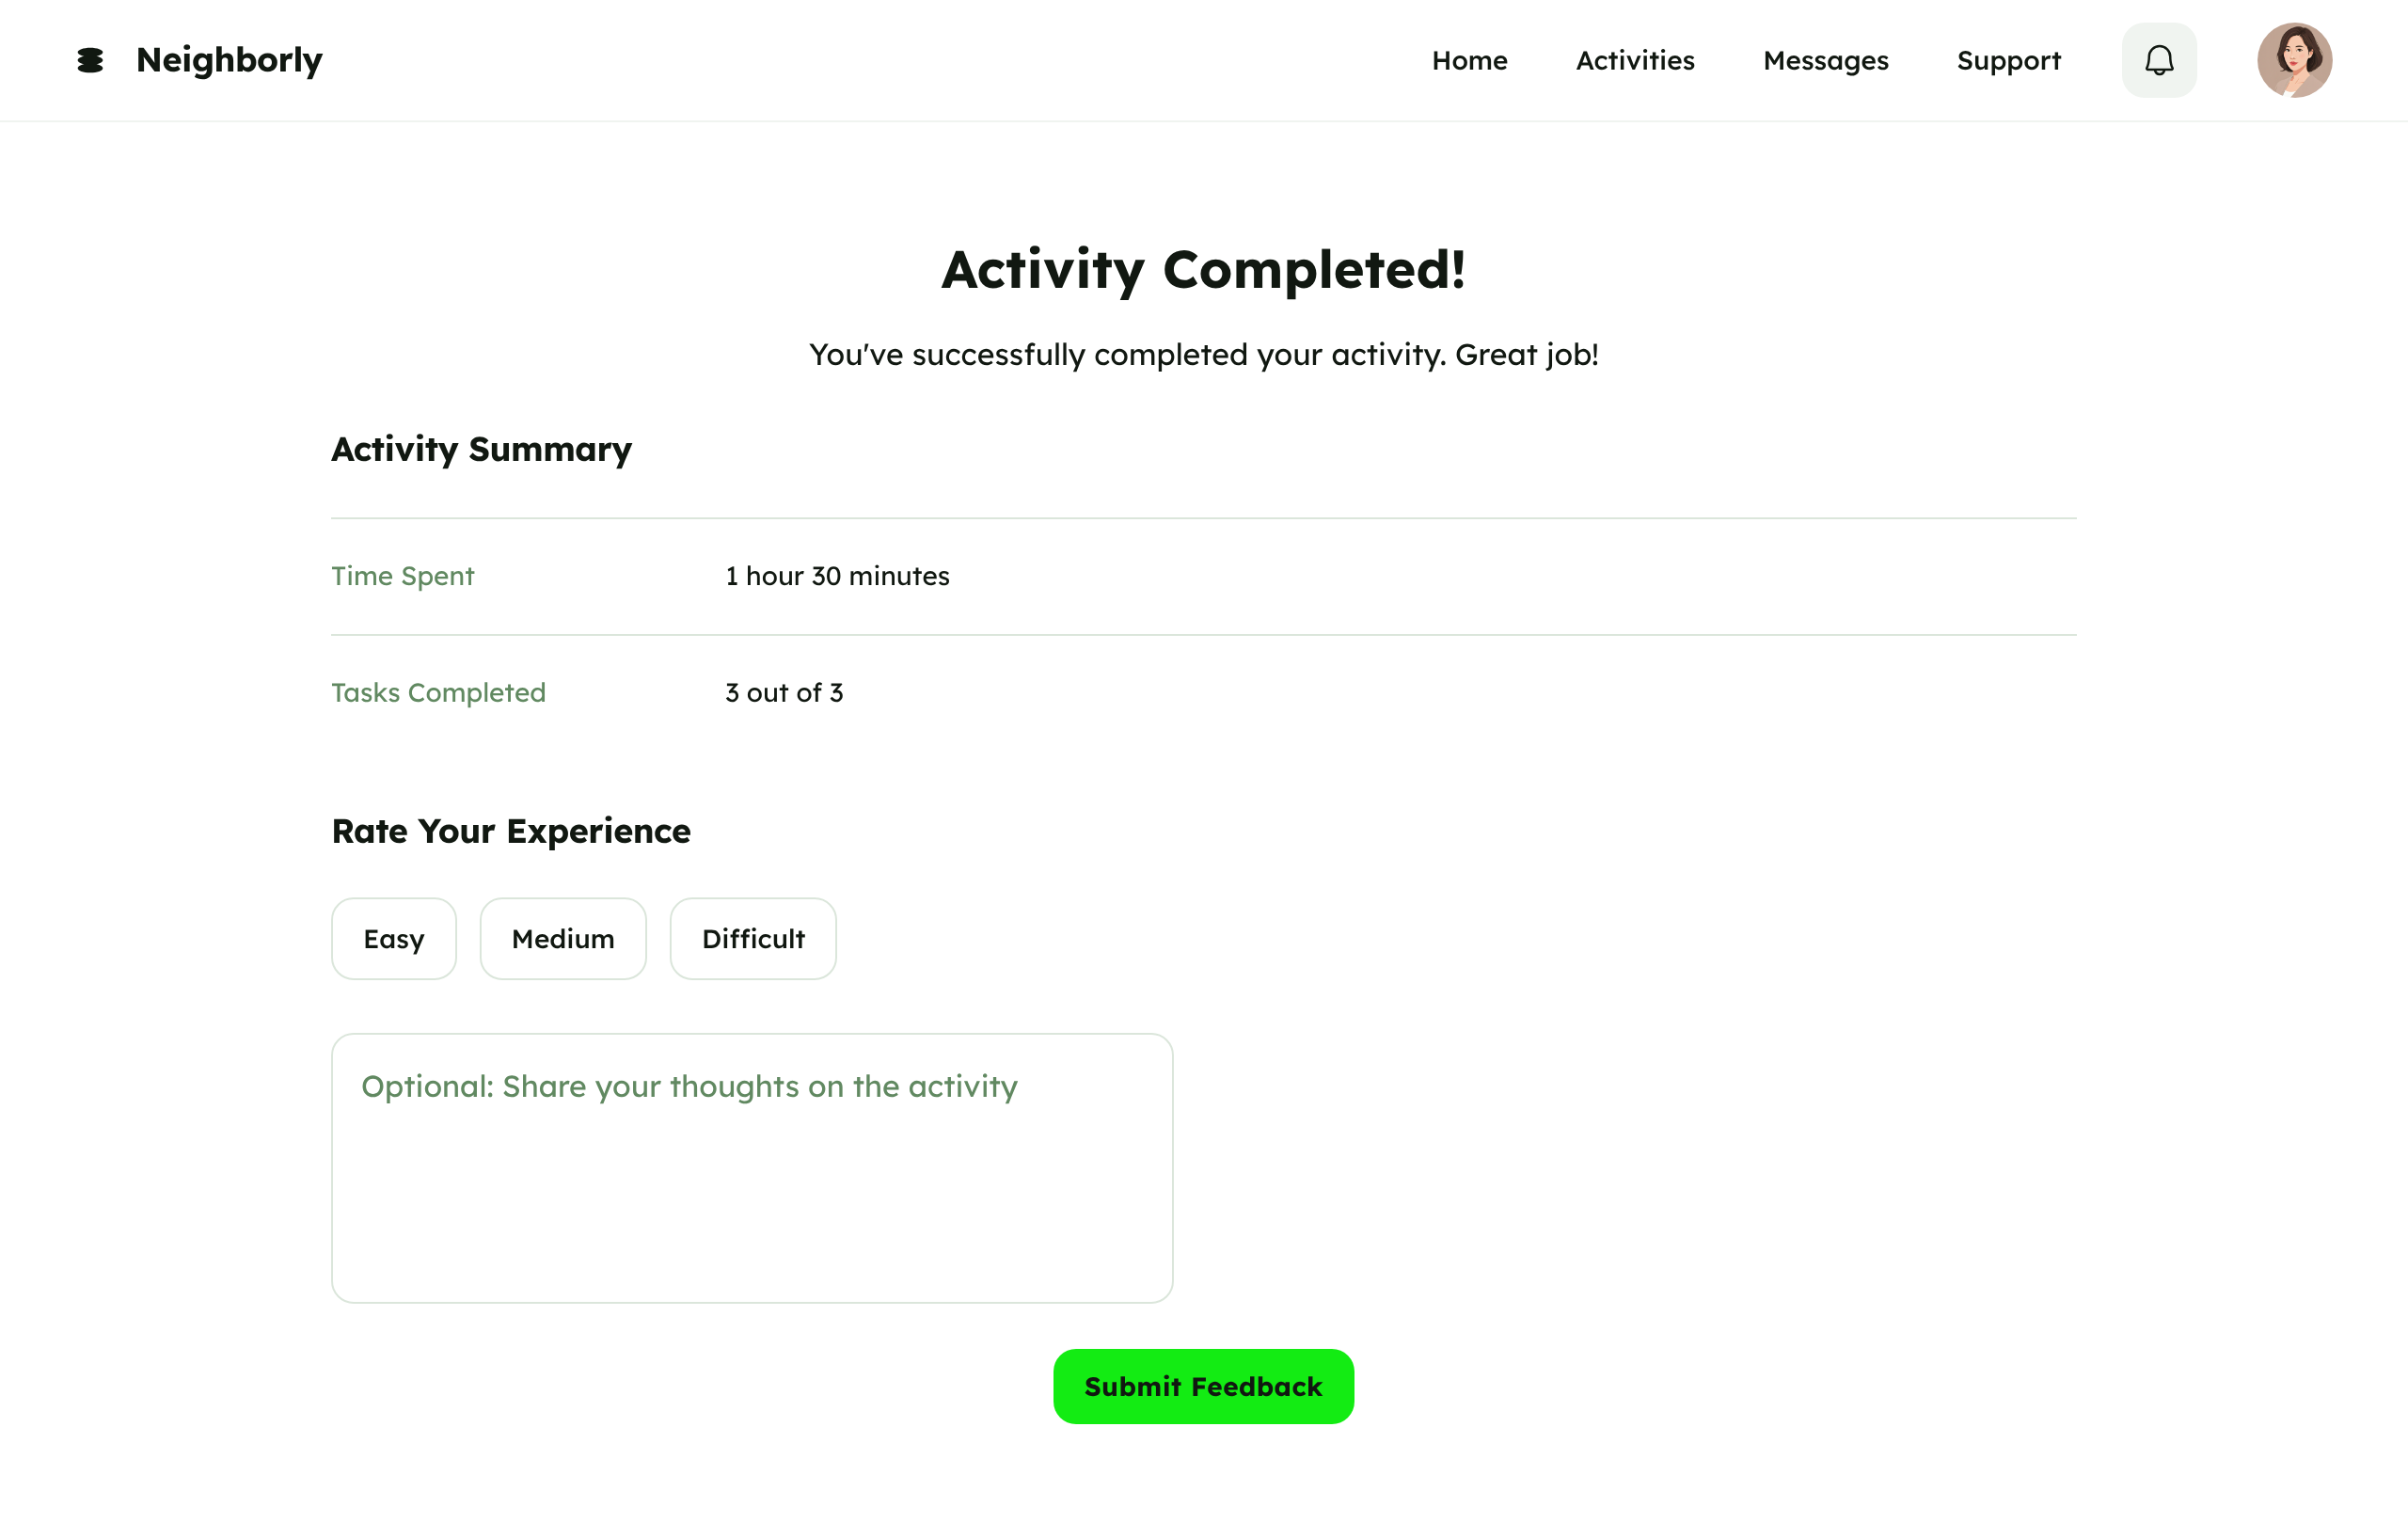 Neighborly
Home Activities Messages Support
Activity Completed!
You've successfully completed your activity. Great job!
Activity Summary
Time Spent 1 hour 30 minutes
Tasks Completed 3 out of 3
Rate Your Experience
Easy Medium Difficult
Optional: Share your thoughts on the activity
Submit Feedback